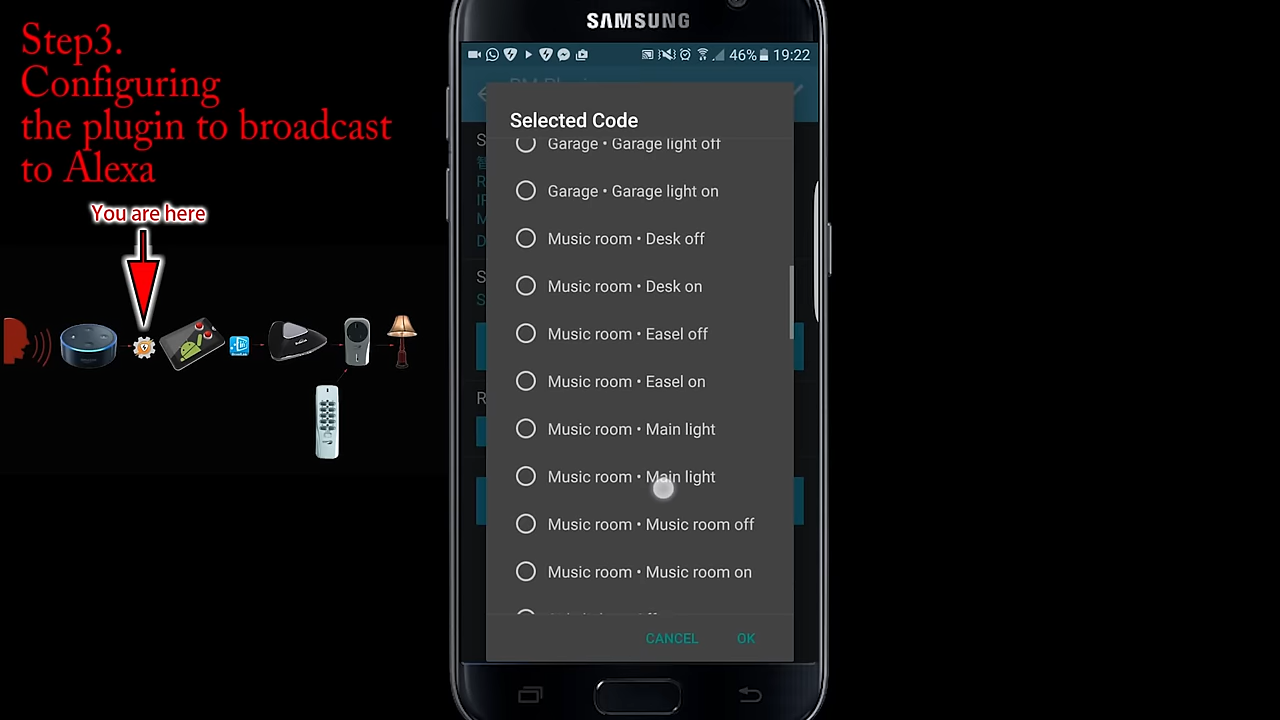 Step3.
Configuring
the plugin to broadcast
to Alexa
You are here
SAMSUNG
46% 19:22
Selected Code
Garage • Garage light off
Garage • Garage light on
Music room • Desk off
Music room • Desk on
Music room • Easel off
Music room • Easel on
Music room • Main light
Music room • Main light
Music room • Music room off
Music room • Music room on
CANCEL OK